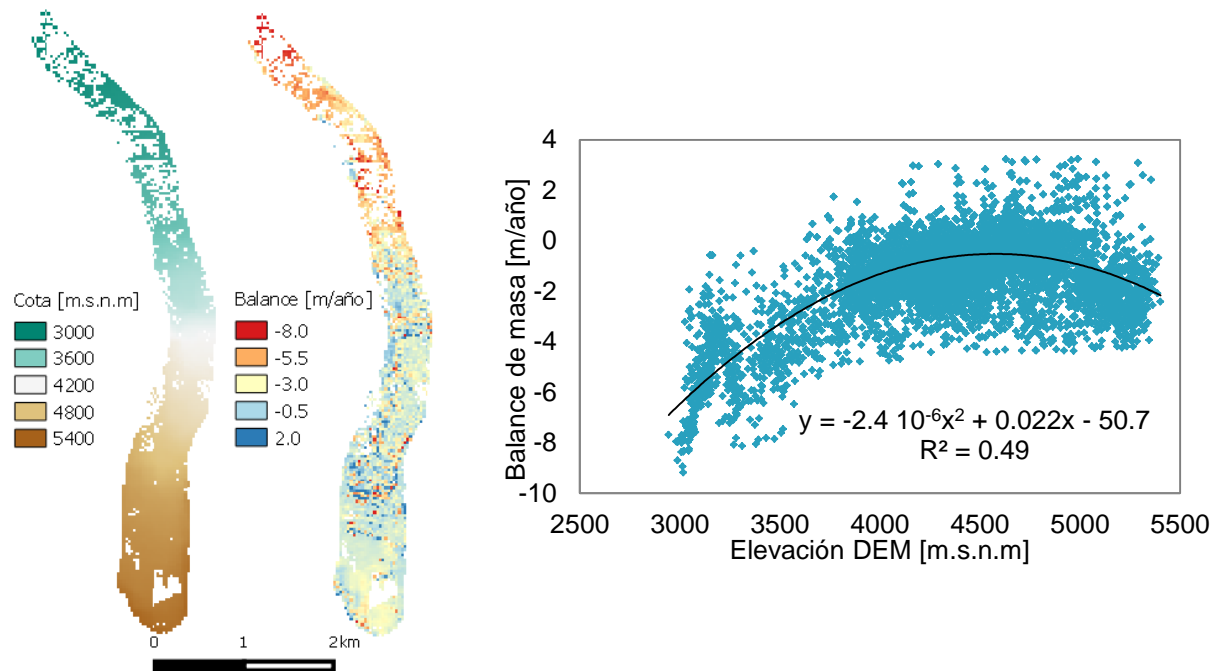 Cota [m.s.n.m]
3000
3600
4200
4800
5400
Balance [m/año]
-8.0
-5.5
-3.0
-0.5
2.0
0 1 2km
Balance de masa [m/año]
4
2
0
-2
-4
-6
-8
-10
y = -2.4 10⁻⁶x² + 0.022x - 50.7
R² = 0.49
2500 3000 3500 4000 4500 5000 5500
Elevación DEM [m.s.n.m]